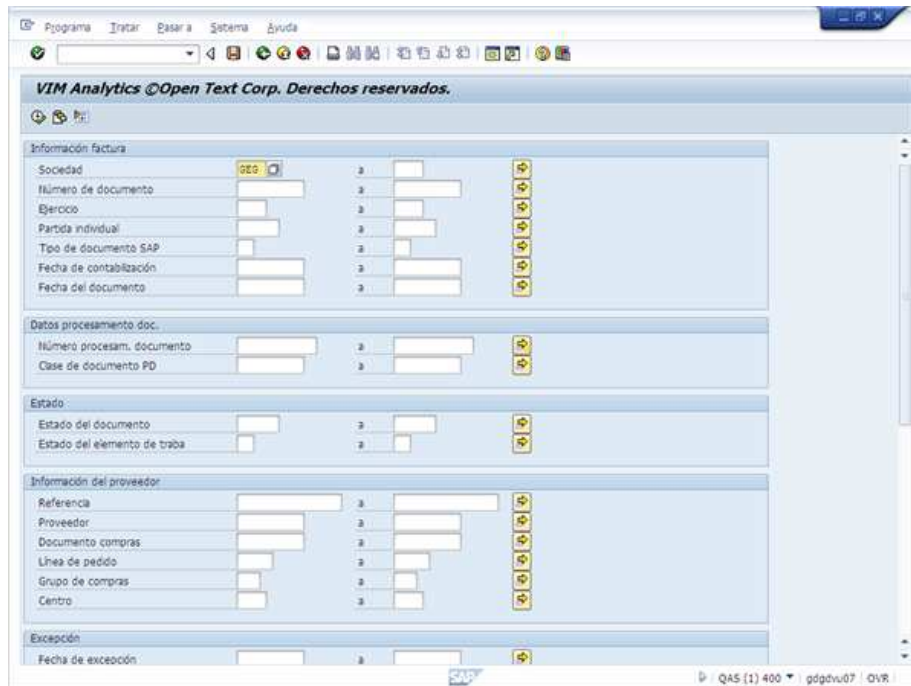 Programa Tratar Pasar a Sistema Ayuda
VIM Analytics ©Open Text Corp. Derechos reservados.
Información factura
Sociedad GEG a
Número de documento a
Ejercicio a
Partida individual a
Tipo de documento SAP a
Fecha de contabilización a
Fecha del documento a
Datos procesamento doc.
Número procesam. documento a
Clase de documento PD a
Estado
Estado del documento a
Estado del elemento de traba a
Información del proveedor
Referencia a
Proveedor a
Documento compras a
Línea de pedido a
Grupo de compras a
Centro a
Excepción
Fecha de excepción a
SAP
QAS (1) 400 gdgdvu07 OVR